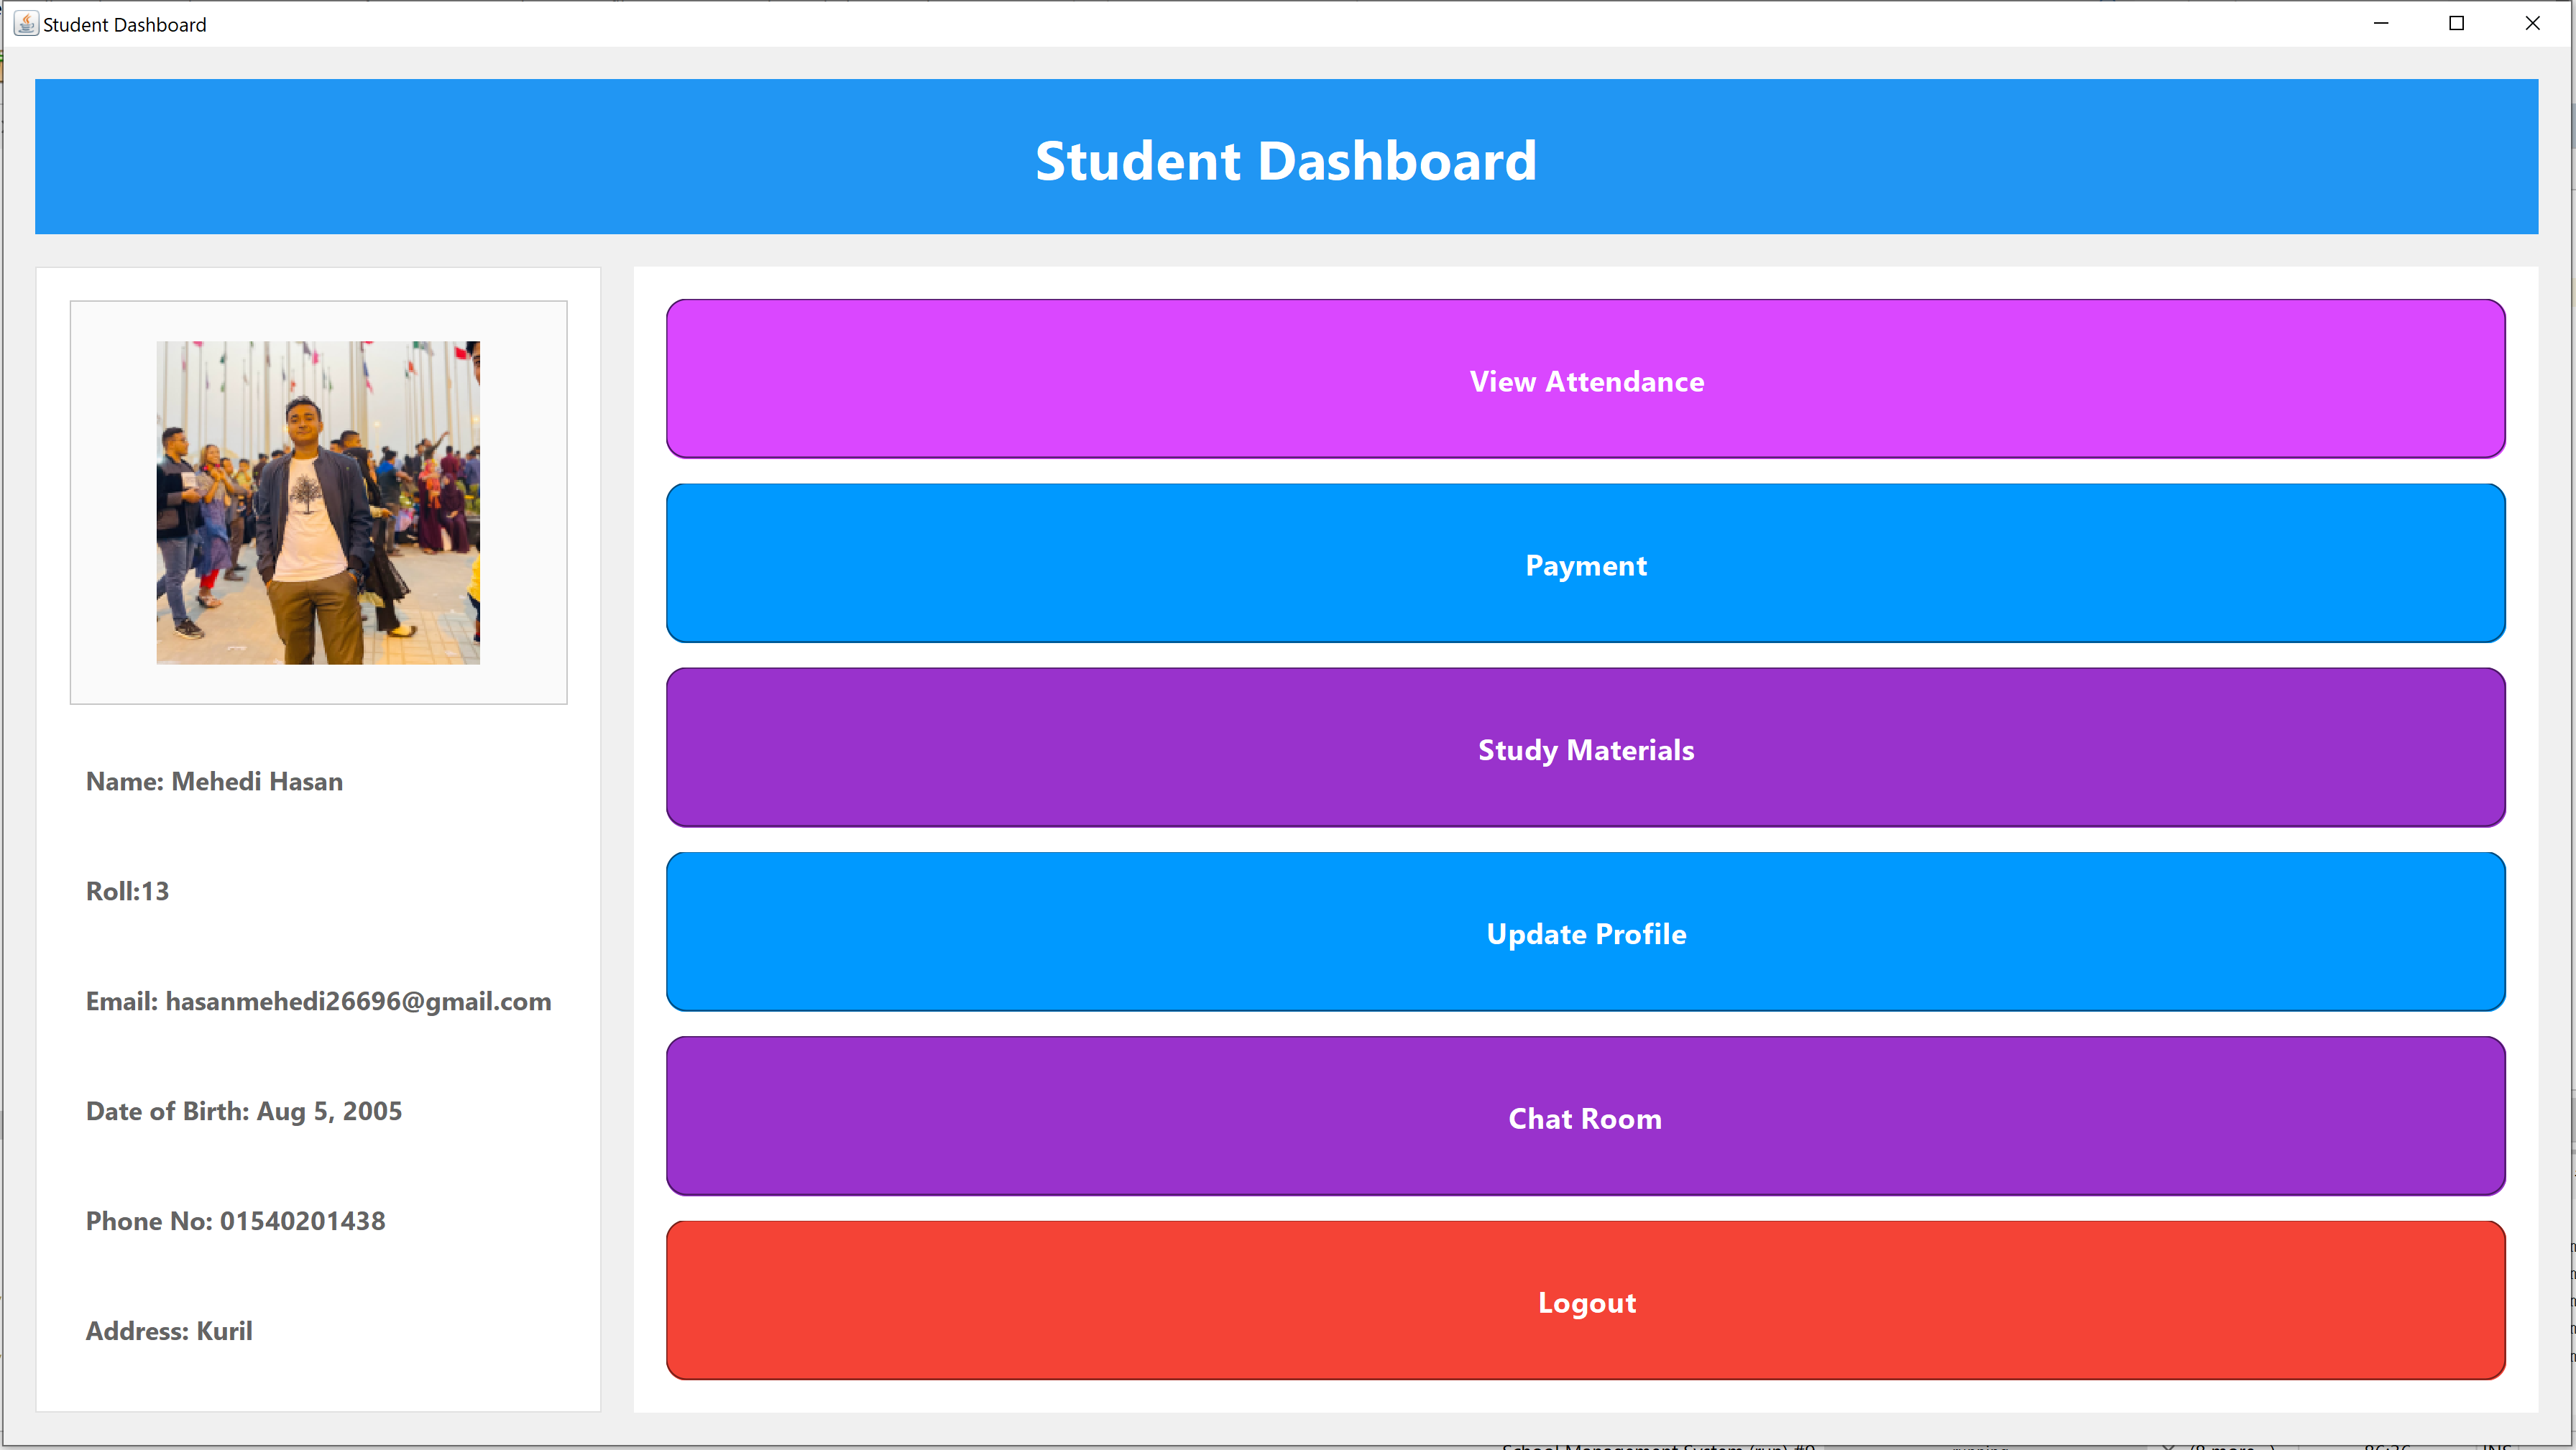 Student Dashboard
Student Dashboard
Name: Mehedi Hasan
Roll:13
Email: hasanmehedi26696@gmail.com
Date of Birth: Aug 5, 2005
Phone No: 01540201438
Address: Kuril
View Attendance
Payment
Study Materials
Update Profile
Chat Room
Logout